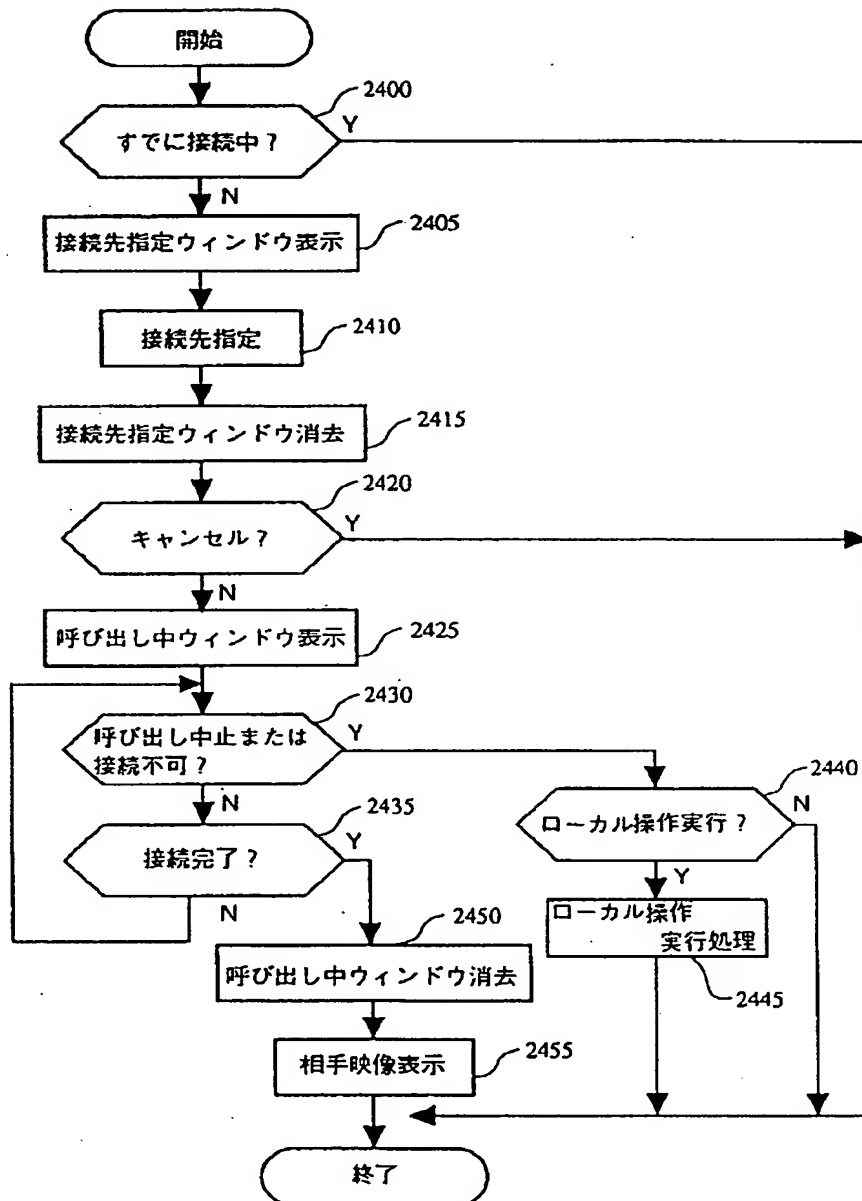 開始
2400
すでに接続中？
Y
N
2405
接続先指定ウィンドウ表示
2410
接続先指定
2415
接続先指定ウィンドウ消去
2420
キャンセル？
Y
N
2425
呼び出し中ウィンドウ表示
2430
呼び出し中止または
接続不可？
Y
N
2440
ローカル操作実行？
N
Y
2435
接続完了？
Y
N
ローカル操作
実行処理
2445
2450
呼び出し中ウィンドウ消去
2455
相手映像表示
終了